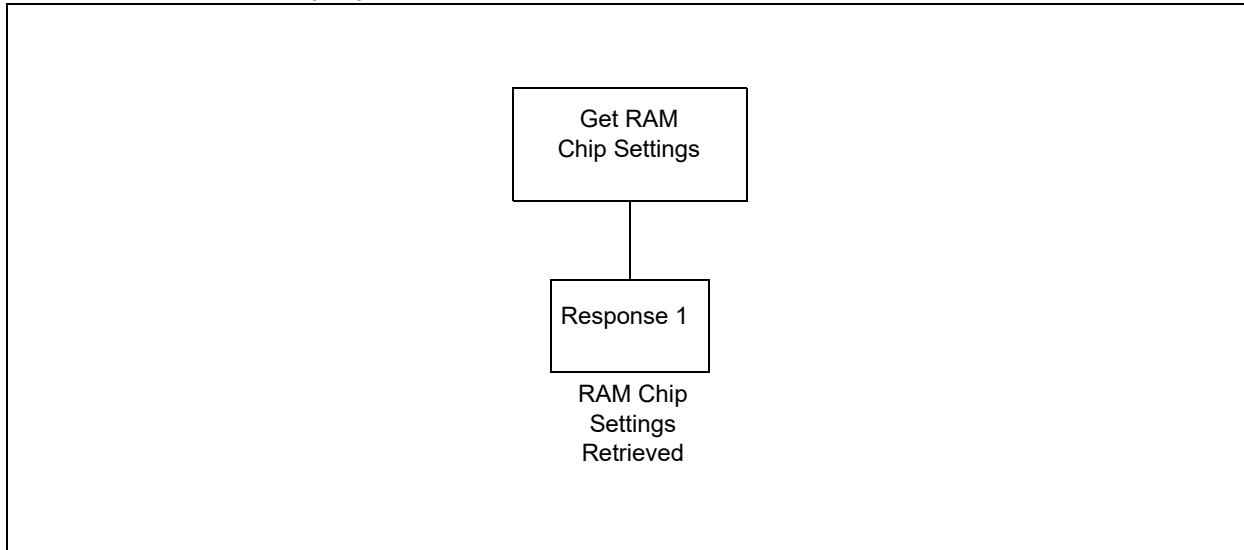 Get RAM
Chip Settings
Response 1
RAM Chip
Settings
Retrieved